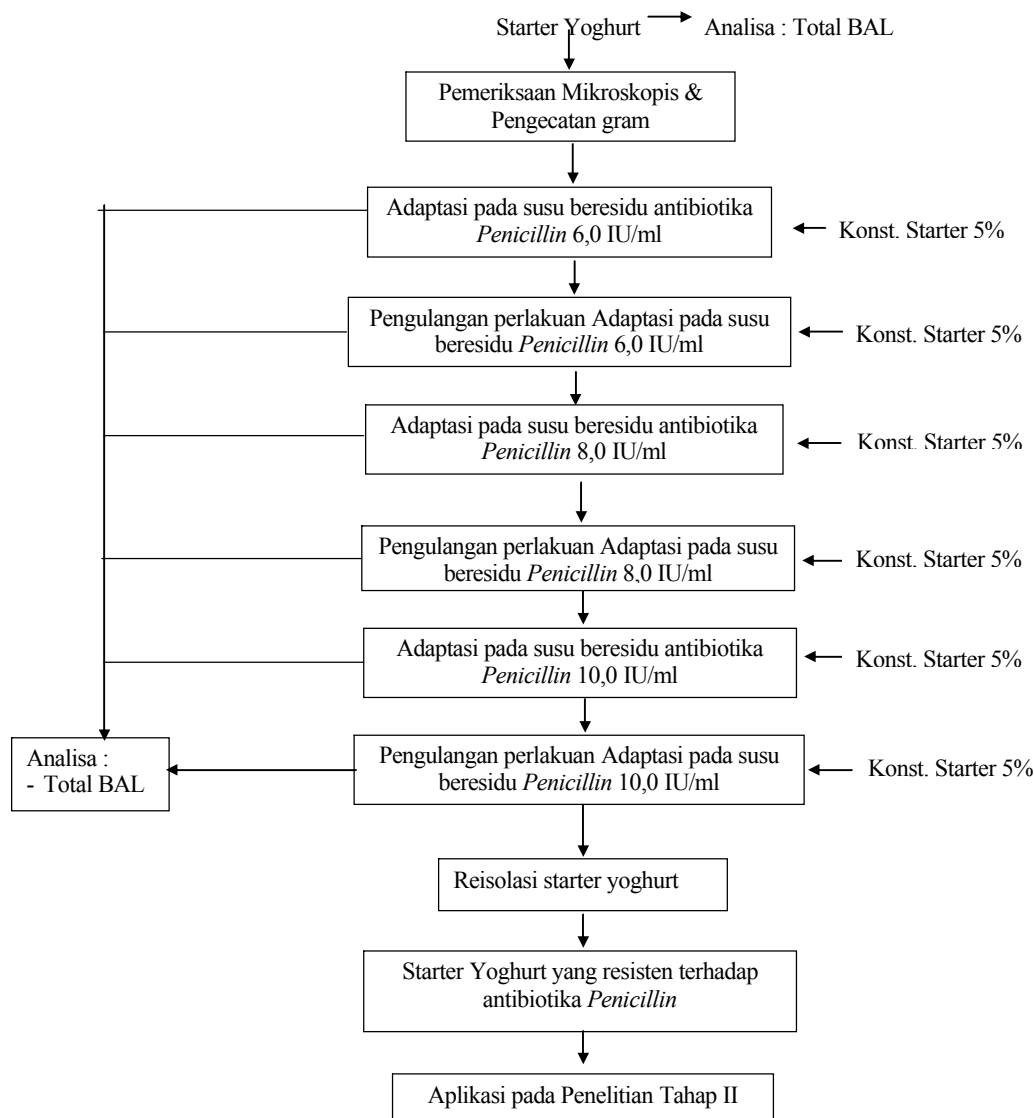 Starter Yoghurt
Analisa : Total BAL
Pemeriksaan Mikroskopis &
Pengecatan gram
Adaptasi pada susu beresidu antibiotika
Penicillin 6,0 IU/ml
Konst. Starter 5%
Pengulangan perlakuan Adaptasi pada susu
beresidu Penicillin 6,0 IU/ml
Konst. Starter 5%
Adaptasi pada susu beresidu antibiotika
Penicillin 8,0 IU/ml
Konst. Starter 5%
Pengulangan perlakuan Adaptasi pada susu
beresidu Penicillin 8,0 IU/ml
Konst. Starter 5%
Adaptasi pada susu beresidu antibiotika
Penicillin 10,0 IU/ml
Konst. Starter 5%
Analisa :
- Total BAL
Pengulangan perlakuan Adaptasi pada susu
beresidu Penicillin 10,0 IU/ml
Konst. Starter 5%
Reisolasi starter yoghurt
Starter Yoghurt yang resisten terhadap
antibiotika Penicillin
Aplikasi pada Penelitian Tahap II